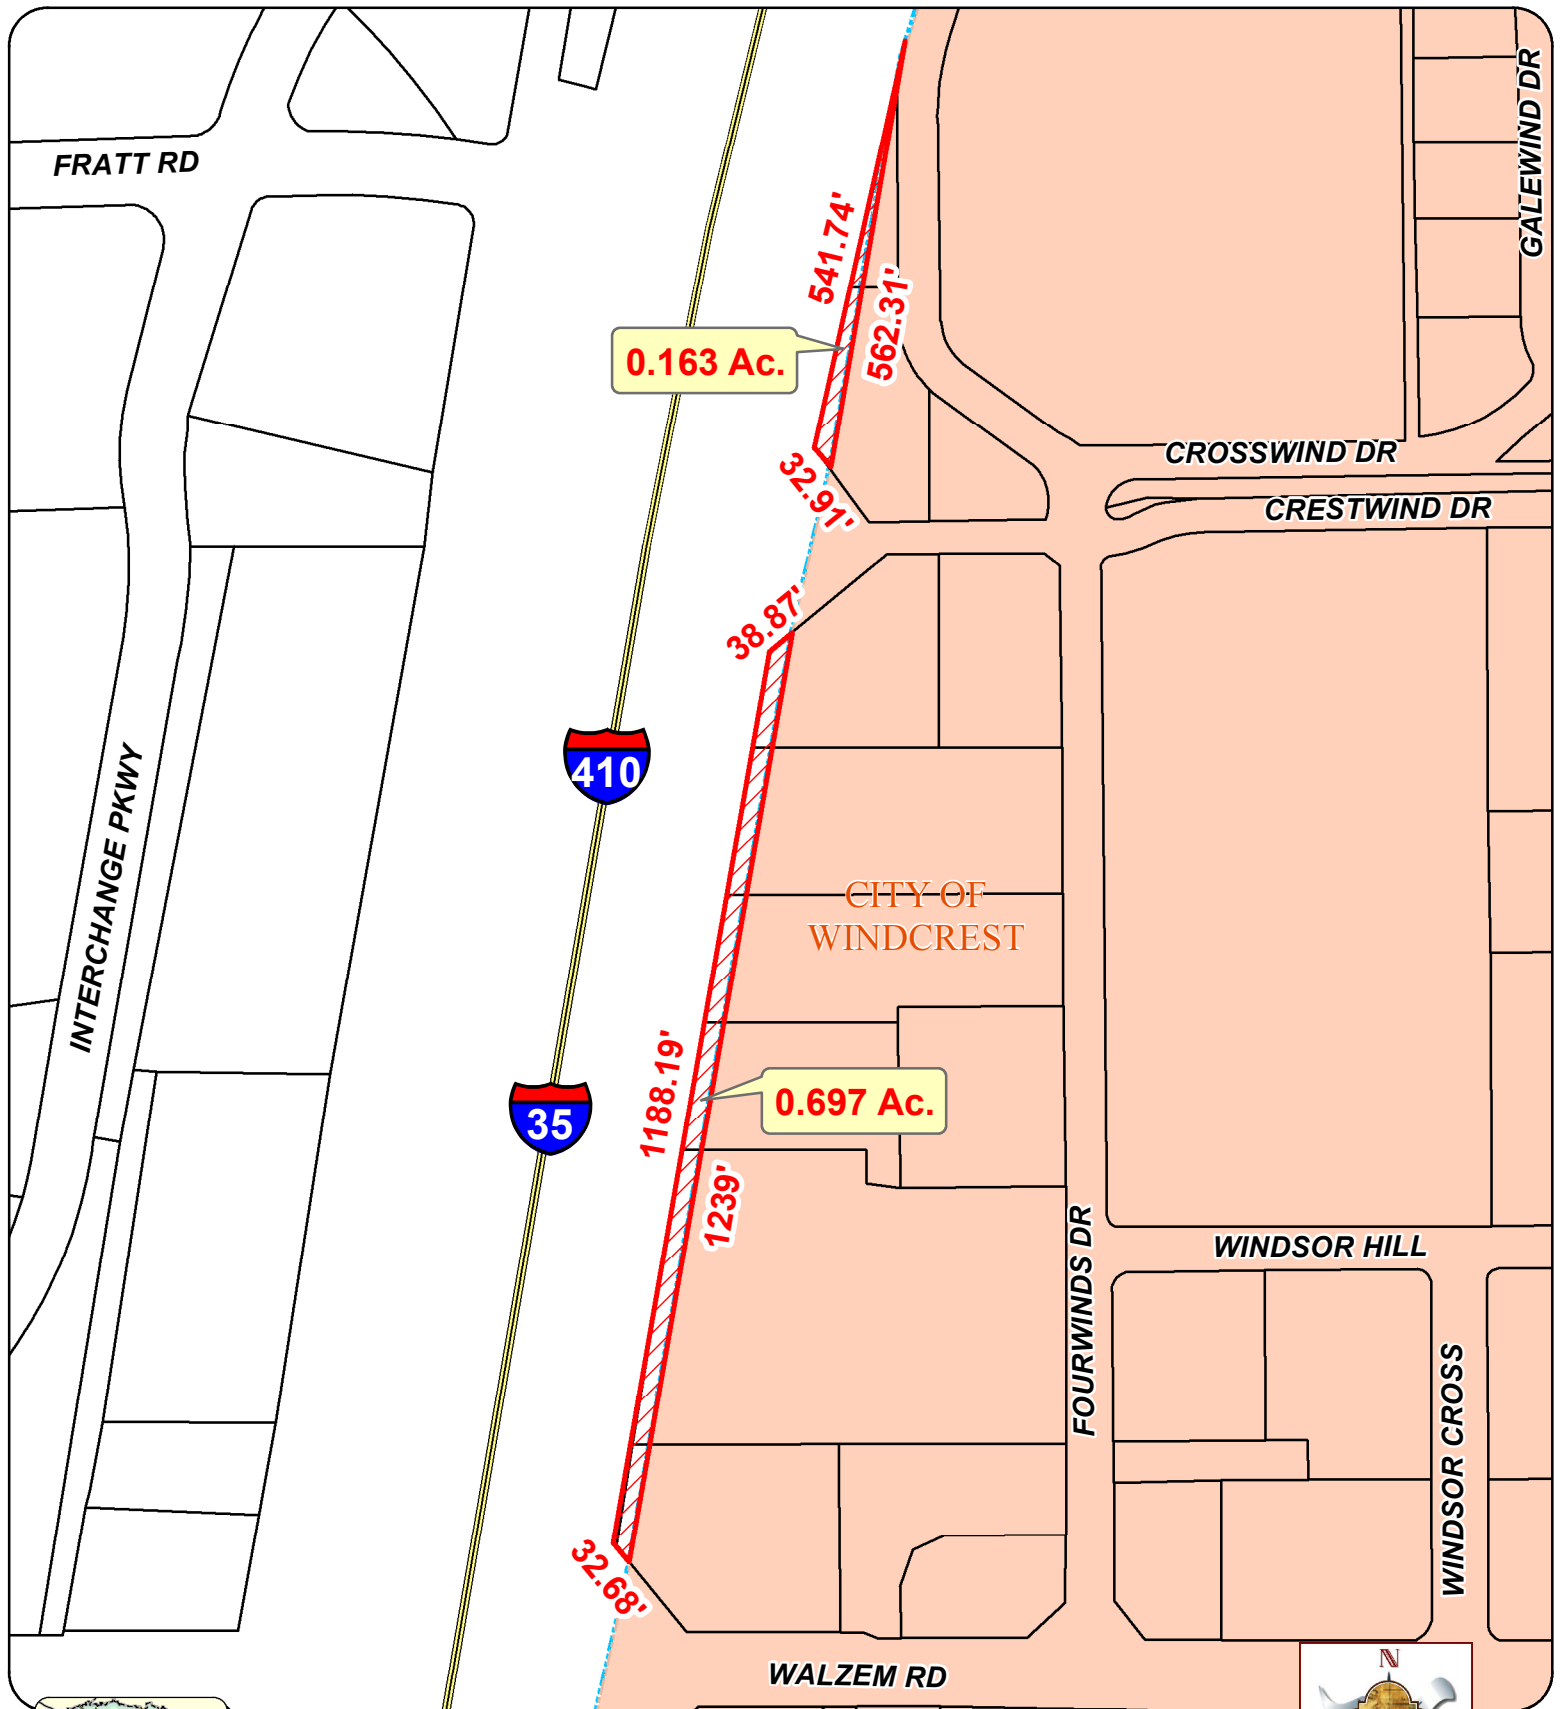 GALEWIND DR
FRATT RD
541.74'
562.31'
0.163 Ac.
CROSSWIND DR
32.91'
CRESTWIND DR
38.87'
410
INTERCHANGE PKWY
CITY OF
WINDCREST
1188.19'
0.697 Ac.
35
1239'
FOURWINDS DR
WINDSOR HILL
WINDSOR CROSS
32.68'
WALZEM RD
N